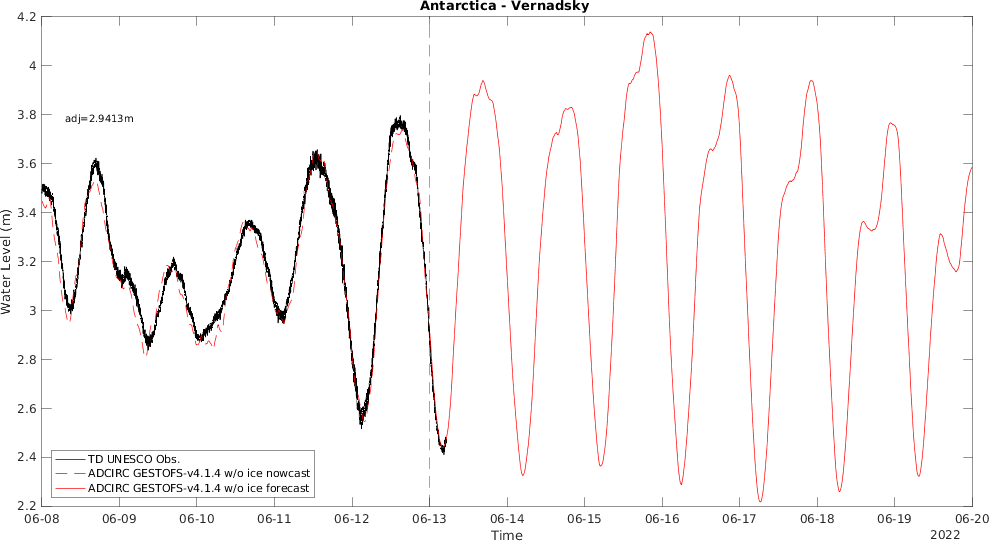 Antarctica - Vernadsky
4.2
4
3.8
3.6
3.4
3.2
3
2.8
2.6
2.4
2.2
Water Level (m)
adj=2.9413m
TD UNESCO Obs.
ADCIRC GESTOFS-v4.1.4 w/o ice nowcast
ADCIRC GESTOFS-v4.1.4 w/o ice forecast
06-08 06-09 06-10 06-11 06-12 06-13 06-14 06-15 06-16 06-17 06-18 06-19 06-20
Time
2022